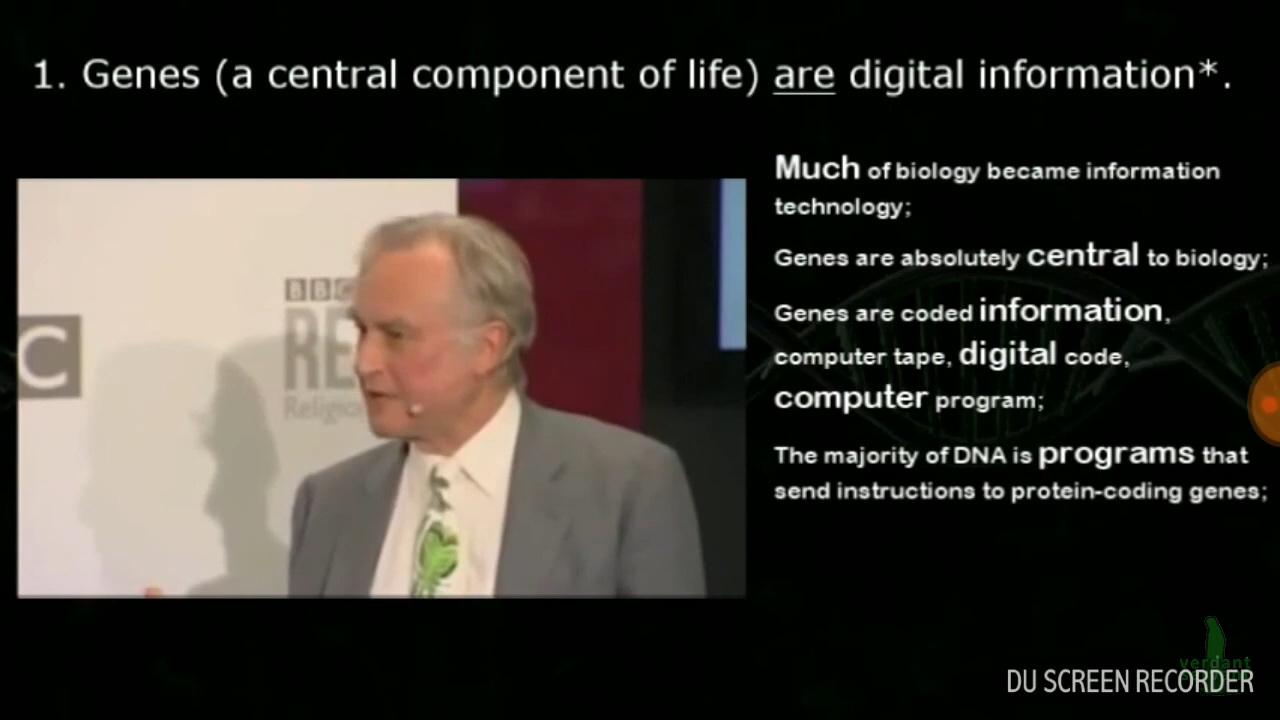 1. Genes (a central component of life) are digital information*.
Much of biology became information
technology;
Genes are absolutely central to biology;
Genes are coded information,
computer tape, digital code,
computer program;
The majority of DNA is programs that
send instructions to protein-coding genes;
BBC
RE
Religio
C
verdant
DU SCREEN RECORDER